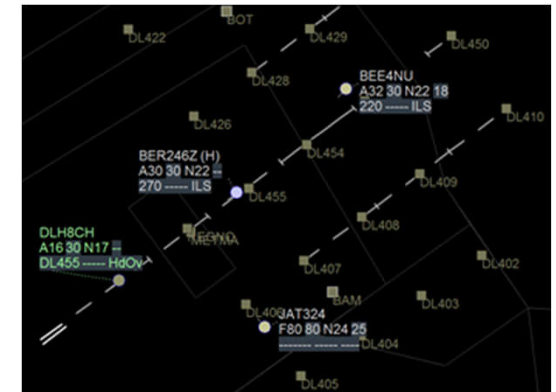 BOT
DL422
DL429
DL450
DL428
BEE4NU
A32 30 N22 18
220 ----- ILS
DL410
DL426
DL454
BER246Z (H)
A30 30 N22 --
270 ----- ILS
DL409
DL455
DL408
DLH8CH
A16 30 N17 --
DL455 ----- HdOv
DL407
DL402
BAM
DL403
DL406
JAT324
F80 80 N24 25
------- ----- ----
DL404
DL405